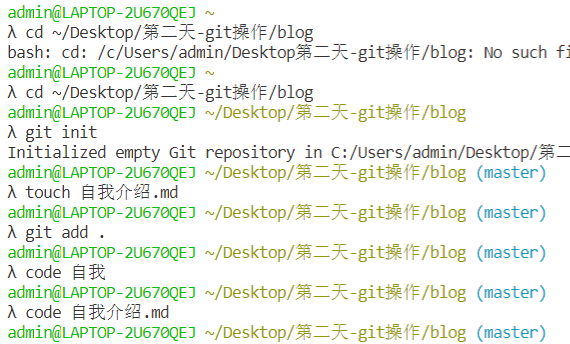 admin@LAPTOP-2U670QEJ ~
λ cd ~/Desktop/第二天-git操作/blog
bash: cd: /c/Users/admin/Desktop第二天-git操作/blog: No such fi
admin@LAPTOP-2U670QEJ ~
λ cd ~/Desktop/第二天-git操作/blog
admin@LAPTOP-2U670QEJ ~/Desktop/第二天-git操作/blog
λ git init
Initialized empty Git repository in C:/Users/admin/Desktop/第二
admin@LAPTOP-2U670QEJ ~/Desktop/第二天-git操作/blog (master)
λ touch 自我介绍.md
admin@LAPTOP-2U670QEJ ~/Desktop/第二天-git操作/blog (master)
λ git add .
admin@LAPTOP-2U670QEJ ~/Desktop/第二天-git操作/blog (master)
λ code 自我
admin@LAPTOP-2U670QEJ ~/Desktop/第二天-git操作/blog (master)
λ code 自我介绍.md
admin@LAPTOP-2U670QEJ ~/Desktop/第二天-git操作/blog (master)